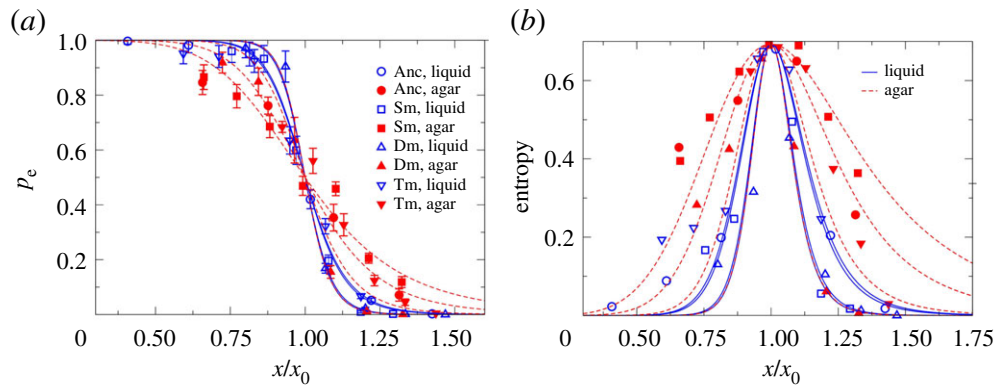 (a)
1.0
0.8
0.6
0.4
0.2
0
0.50
0.75
1.00
1.25
1.50
p_e
x/x_0
Anc, liquid
Anc, agar
Sm, liquid
Sm, agar
Dm, liquid
Dm, agar
Tm, liquid
Tm, agar
(b)
0.6
0.4
0.2
0
0.50
0.75
1.00
1.25
1.50
1.75
entropy
x/x_0
liquid
agar